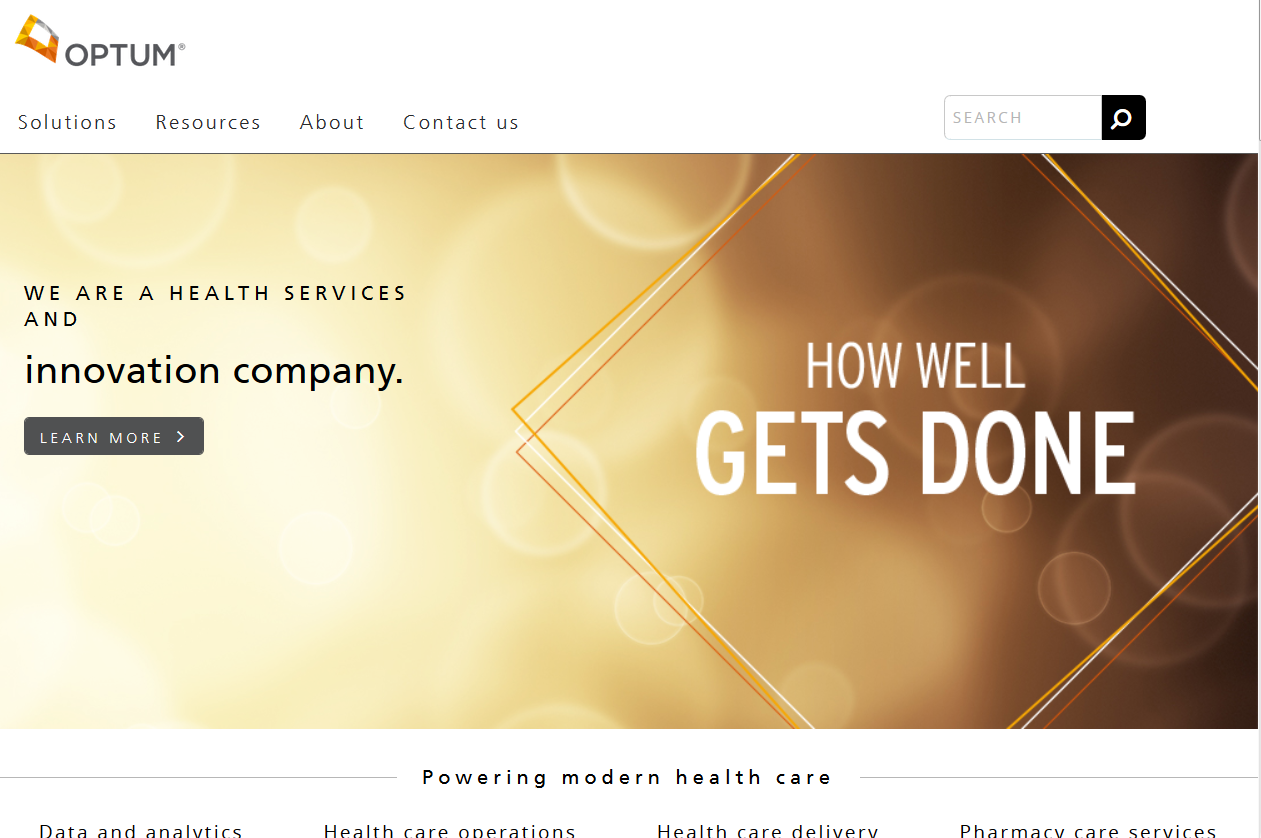 OPTUM®
Solutions
Resources
About
Contact us
SEARCH
WE ARE A HEALTH SERVICES
AND
innovation company.
LEARN MORE
HOW WELL
GETS DONE
Powering modern health care
Data and analytics
Health care operations
Health care delivery
Pharmacy care services